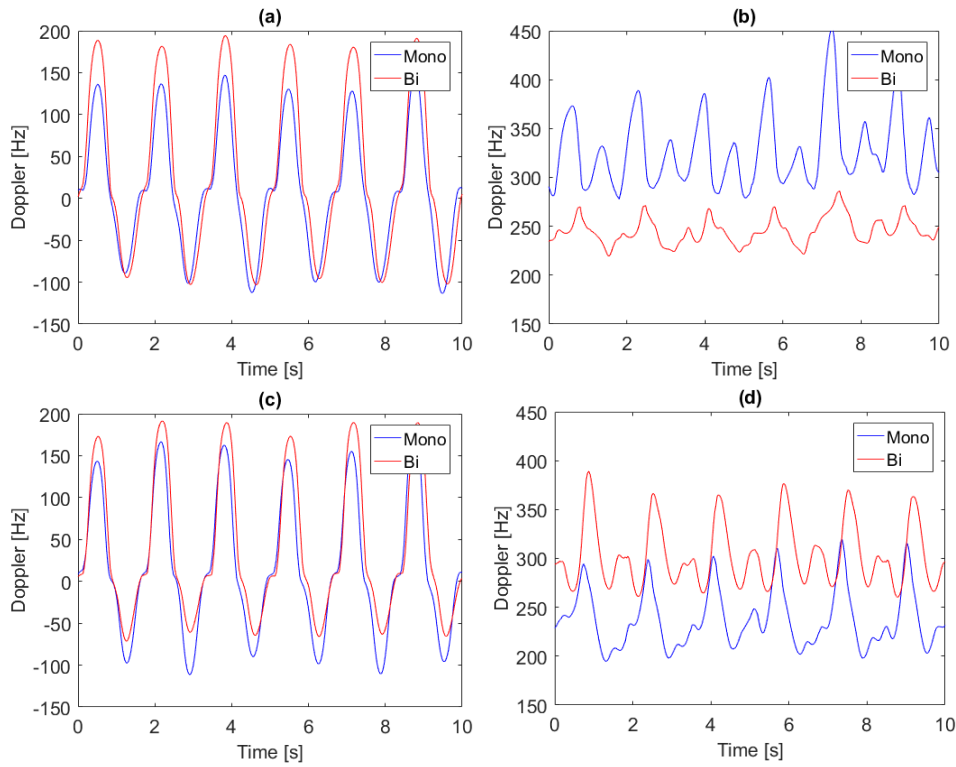 (a)
200
150
100
50
0
-50
-100
-150
Doppler [Hz]
Mono
Bi
0 2 4 6 8 10
Time [s]
(b)
450
400
350
300
250
200
150
Doppler [Hz]
Mono
Bi
0 2 4 6 8 10
Time [s]
(c)
200
150
100
50
0
-50
-100
-150
Doppler [Hz]
Mono
Bi
0 2 4 6 8 10
Time [s]
(d)
450
400
350
300
250
200
150
Doppler [Hz]
Mono
Bi
0 2 4 6 8 10
Time [s]